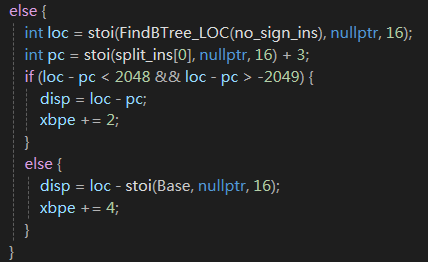 else {
int loc = stoi(FindBTree_LOC(no_sign_ins), nullptr, 16);
int pc = stoi(split_ins[0], nullptr, 16) + 3;
if (loc - pc < 2048 && loc - pc > -2049) {
disp = loc - pc;
xbpe += 2;
}
else {
disp = loc - stoi(Base, nullptr, 16);
xbpe += 4;
}
}